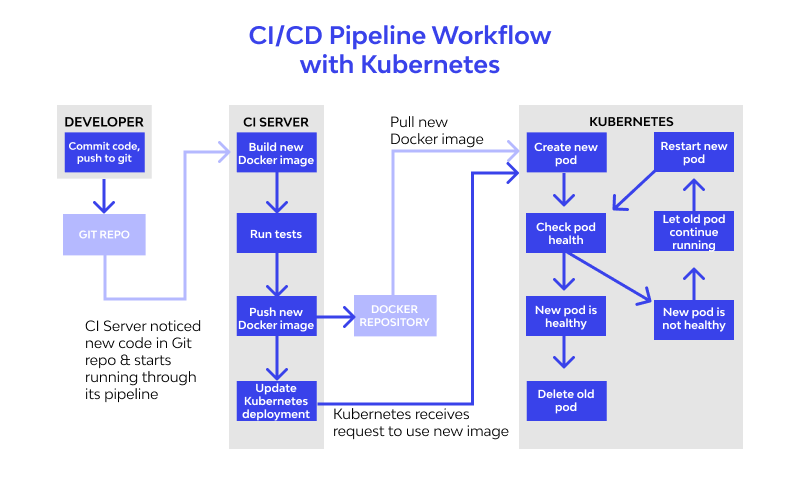 CI/CD Pipeline Workflow
with Kubernetes
DEVELOPER
Commit code,
push to git
GIT REPO
CI Server noticed
new code in Git
repo & starts
running through
its pipeline
CI SERVER
Build new
Docker image
Run tests
Push new
Docker image
Update
Kubernetes
deployment
DOCKER
REPOSITORY
Pull new
Docker image
Kubernetes receives
request to use new image
KUBERNETES
Create new
pod
Check pod
health
New pod is
healthy
Delete old
pod
Restart new
pod
Let old pod
continue
running
New pod is
not healthy